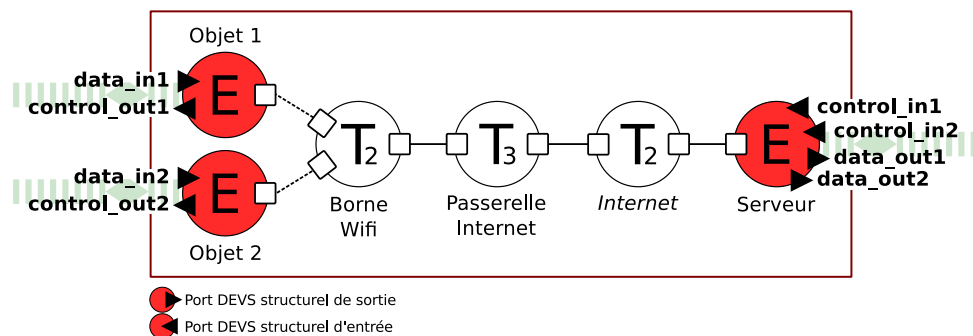 Objet 1
data_in1
control_out1
E
data_in2
control_out2
E
Objet 2
T2
Borne
Wifi
T3
Passerelle
Internet
T2
Internet
E
Serveur
control_in1
control_in2
data_out1
data_out2
Port DEVS structurel de sortie
Port DEVS structurel d'entrée